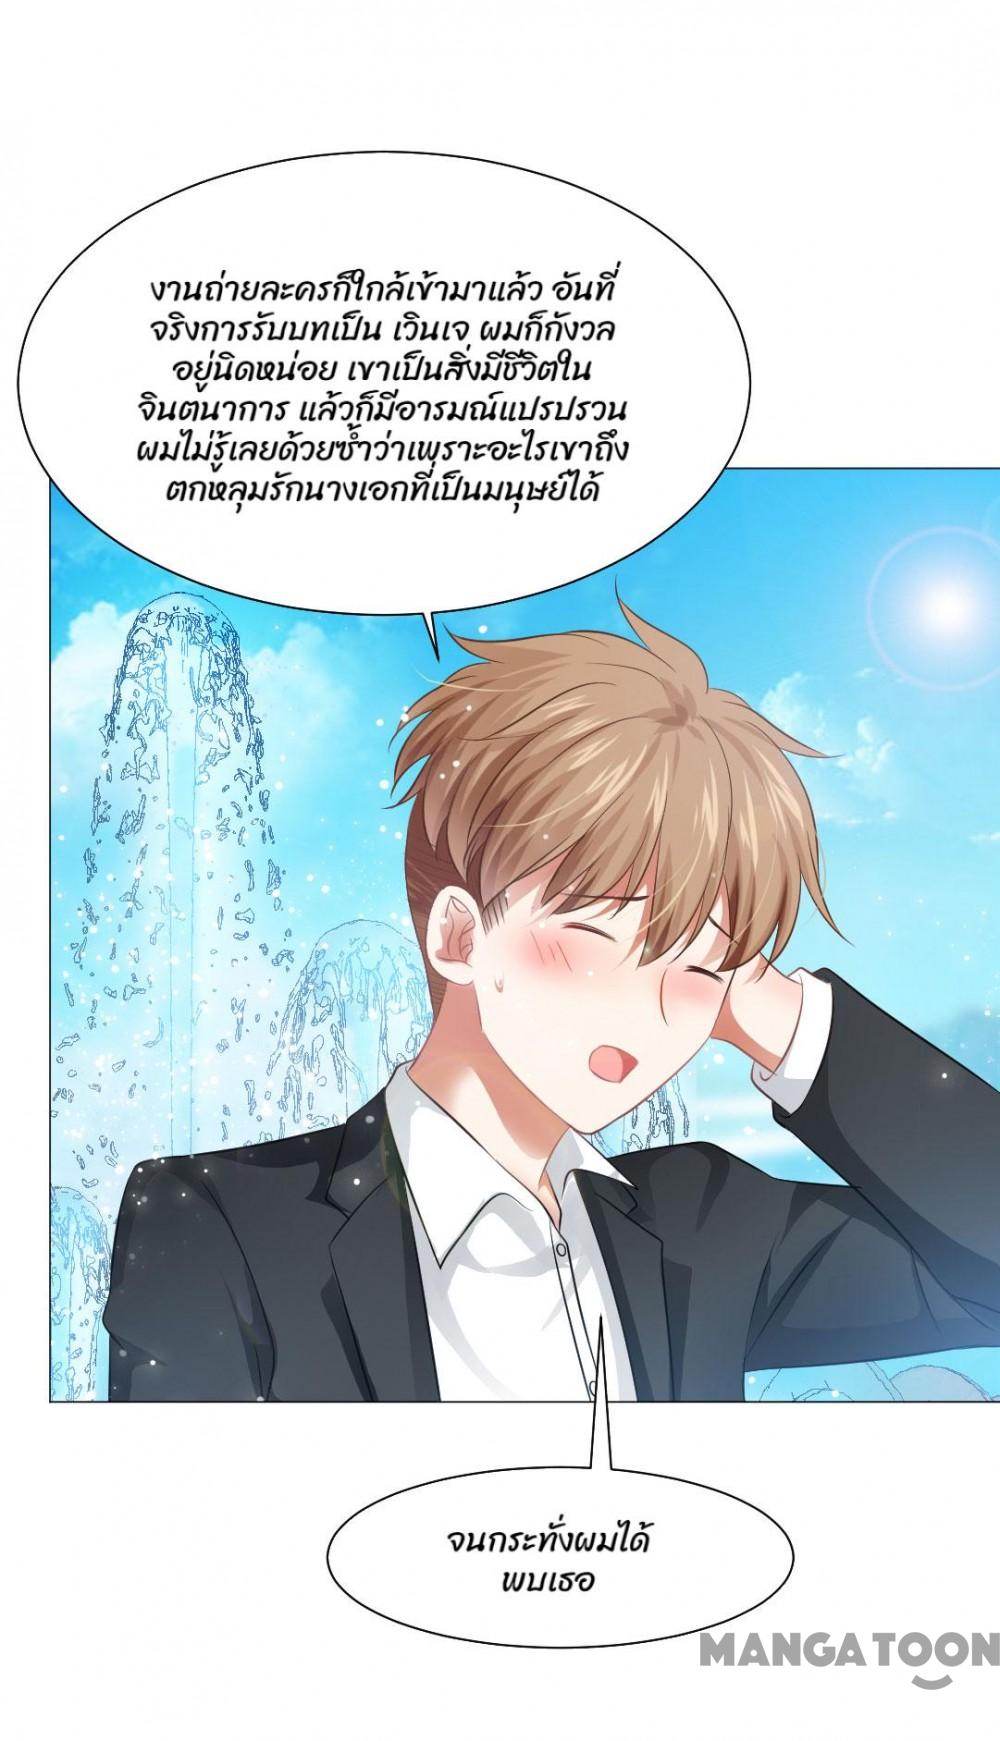 งานถ่ายละครก็ใกล้เข้ามาแล้ว อันที่
จริงการรับบทเป็น เวินเจ ผมก็กังวล
อยู่นิดหน่อย เขาเป็นสิ่งมีชีวิตใน
จินตนาการ แล้วก็มีอารมณ์แปรปรวน
ผมไม่รู้เลยด้วยซ้ำว่าเพราะอะไรเขาถึง
ตกหลุมรักนางเอกที่เป็นมนุษย์ได้
จนกระทั่งผมได้
พบเธอ
MANGATOON